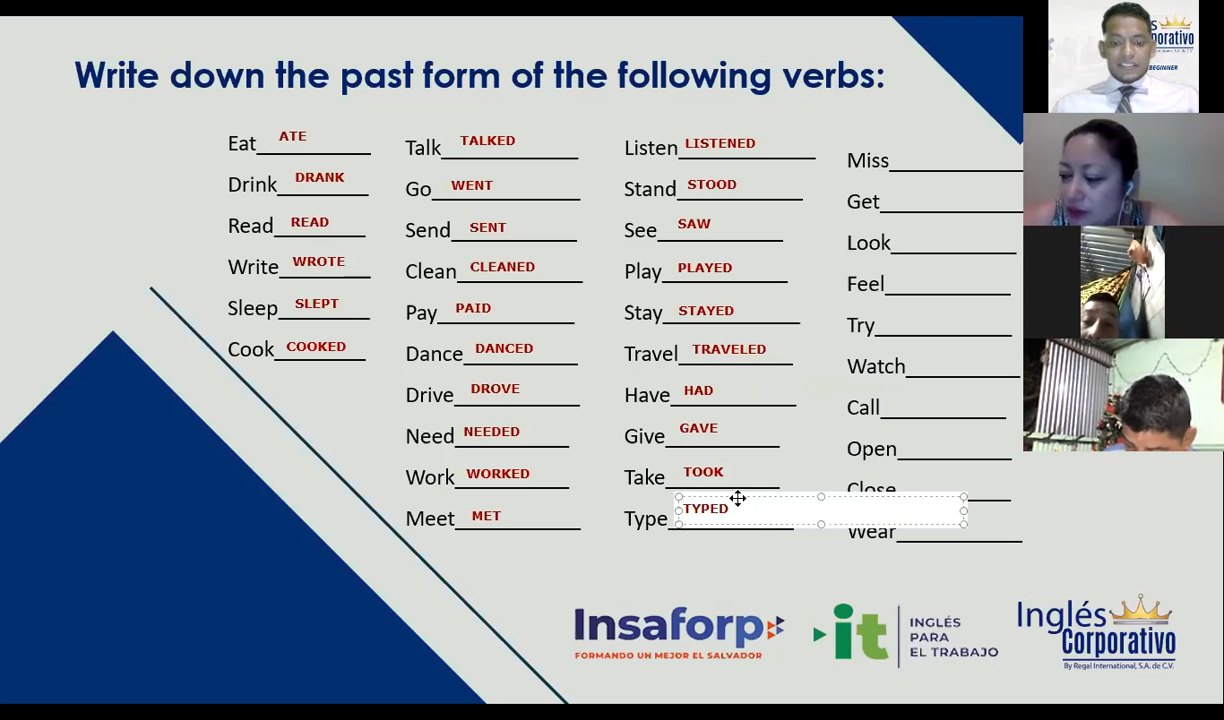 Write down the past form of the following verbs:
Eat ATE
Drink DRANK
Read READ
Write WROTE
Sleep SLEPT
Cook COOKED
Talk TALKED
Go WENT
Send SENT
Clean CLEANED
Pay PAID
Dance DANCED
Drive DROVE
Need NEEDED
Work WORKED
Meet MET
Listen LISTENED
Stand STOOD
See SAW
Play PLAYED
Stay STAYED
Travel TRAVELED
Have HAD
Give GAVE
Take TOOK
Type TYPED
Miss
Get
Look
Feel
Try
Watch
Call
Open
Close
Wear
Insaforp
FORMANDO UN MEJOR EL SALVADOR
it
INGLÉS
PARA
EL TRABAJO
Inglés
Corporativo
By Regal International, S.A. de C.V.
s
orporativo
BEGINNER